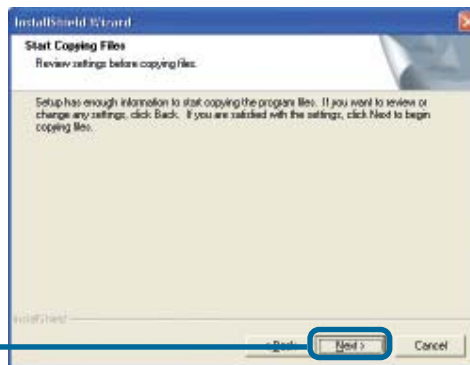 InstallShield Wizard
Start Copying Files
Review settings before copying files.
Setup has enough information to start copying the program files. If you want to review or
change any settings, click Back. If you are satisfied with the settings, click Next to begin
copying files.
InstallShield
< Back Next > Cancel